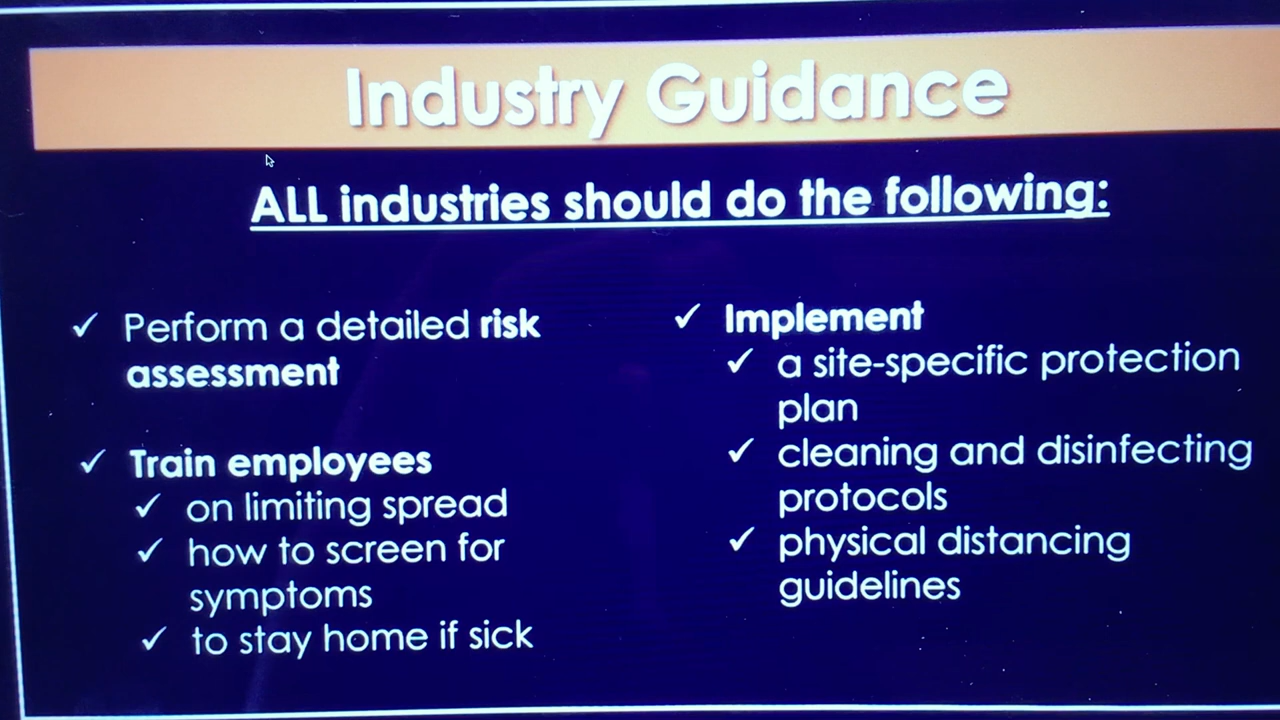 Industry Guidance
ALL industries should do the following:
✓ Perform a detailed risk
assessment
✓ Train employees
✓ on limiting spread
✓ how to screen for
symptoms
✓ to stay home if sick
✓ Implement
✓ a site-specific protection
plan
✓ cleaning and disinfecting
protocols
✓ physical distancing
guidelines